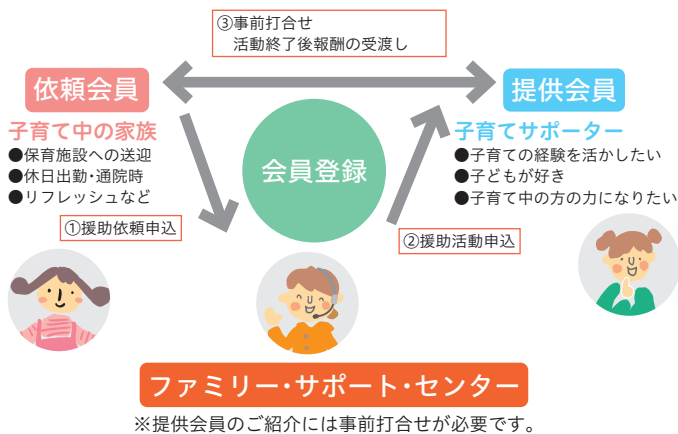 ③事前打合せ
活動終了後報酬の受渡し
依頼会員
提供会員
子育て中の家族
●保育施設への送迎
●休日出勤・通院時
●リフレッシュなど
会員登録
子育てサポーター
●子育ての経験を活かしたい
●子どもが好き
●子育て中の方の力になりたい
①援助依頼申込
②援助活動申込
ファミリー・サポート・センター
※提供会員のご紹介には事前打合せが必要です。